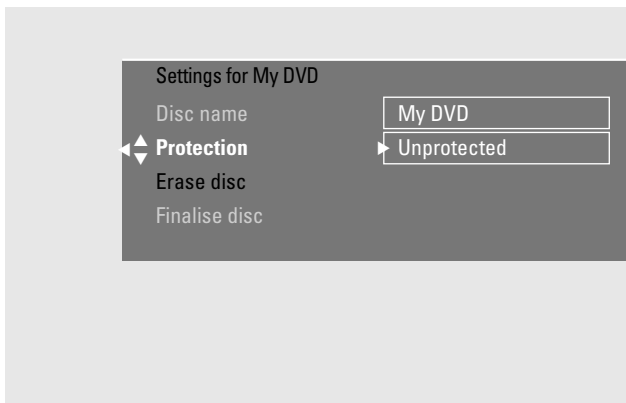 Settings for My DVD
Disc name My DVD
Protection Unprotected
Erase disc
Finalise disc